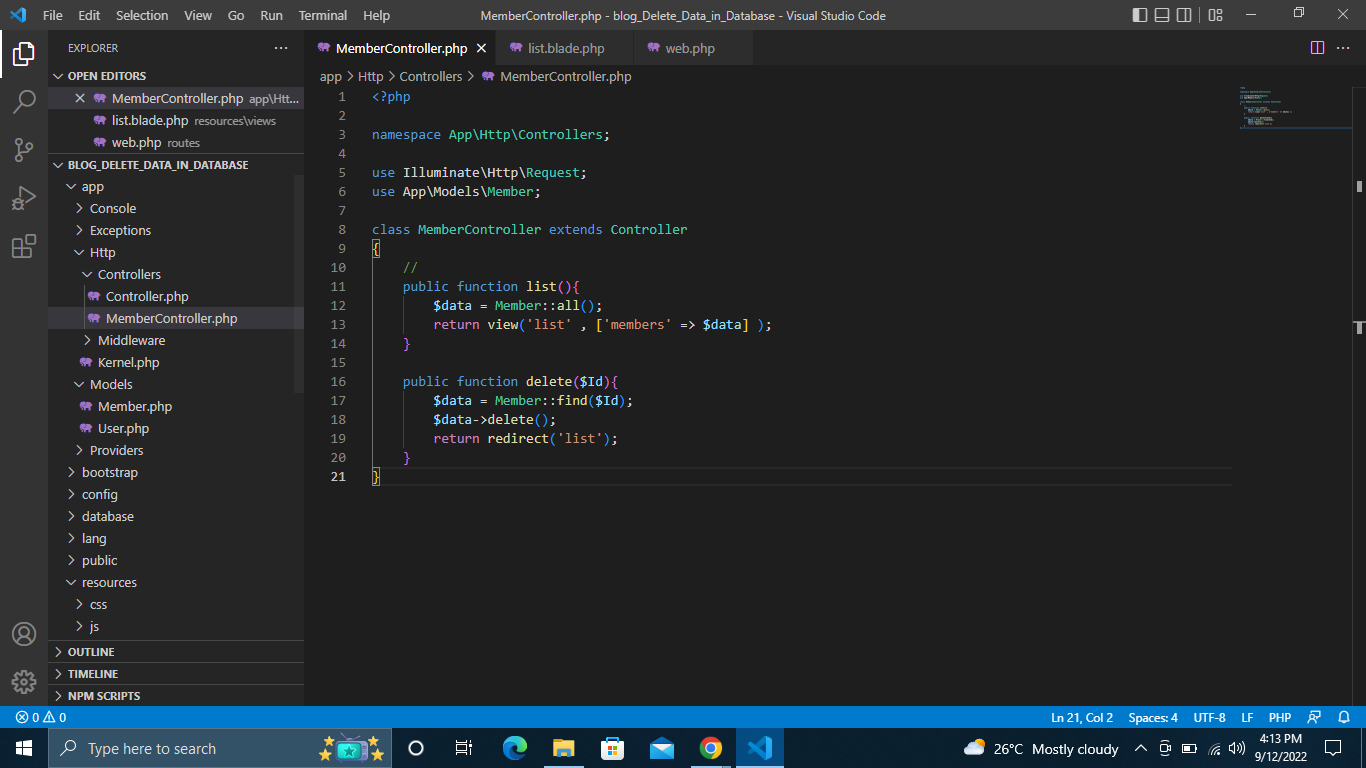 File Edit Selection View Go Run Terminal Help
MemberController.php - blog_Delete_Data_in_Database - Visual Studio Code
EXPLORER
OPEN EDITORS
MemberController.php app\Htt...
list.blade.php resources\views
web.php routes
BLOG_DELETE_DATA_IN_DATABASE
app
Console
Exceptions
Http
Controllers
Controller.php
MemberController.php
Middleware
Kernel.php
Models
Member.php
User.php
Providers
bootstrap
config
database
lang
public
resources
css
js
OUTLINE
TIMELINE
NPM SCRIPTS
MemberController.php list.blade.php web.php
app > Http > Controllers > MemberController.php
1 <?php
2
3 namespace App\Http\Controllers;
4
5 use Illuminate\Http\Request;
6 use App\Models\Member;
7
8 class MemberController extends Controller
9 {
10 //
11 public function list(){
12 $data = Member::all();
13 return view('list' , ['members' => $data] );
14 }
15
16 public function delete($Id){
17 $data = Member::find($Id);
18 $data->delete();
19 return redirect('list');
20 }
21 }
0 0
Ln 21, Col 2 Spaces: 4 UTF-8 LF PHP
Type here to search
26°C Mostly cloudy
4:13 PM
9/12/2022